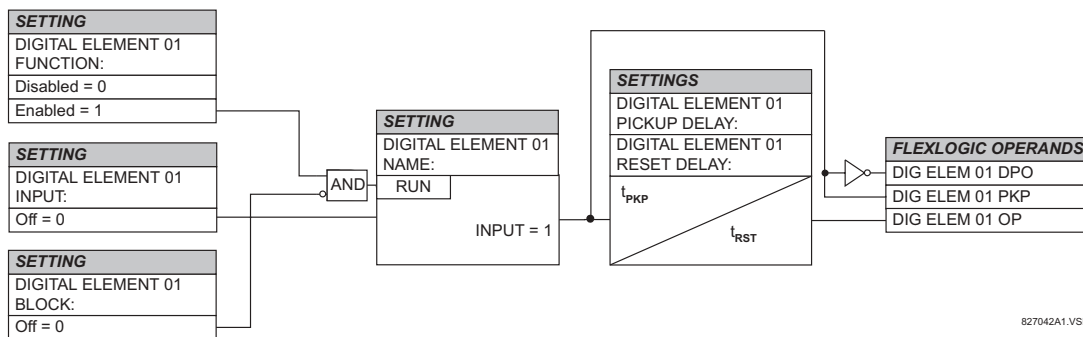 SETTING
DIGITAL ELEMENT 01
FUNCTION:
Disabled = 0
Enabled = 1
SETTING
DIGITAL ELEMENT 01
INPUT:
Off = 0
SETTING
DIGITAL ELEMENT 01
BLOCK:
Off = 0
AND
SETTING
DIGITAL ELEMENT 01
NAME:
RUN
INPUT = 1
SETTINGS
DIGITAL ELEMENT 01
PICKUP DELAY:
DIGITAL ELEMENT 01
RESET DELAY:
tPKP
tRST
FLEXLOGIC OPERANDS
DIG ELEM 01 DPO
DIG ELEM 01 PKP
DIG ELEM 01 OP
827042A1.VS